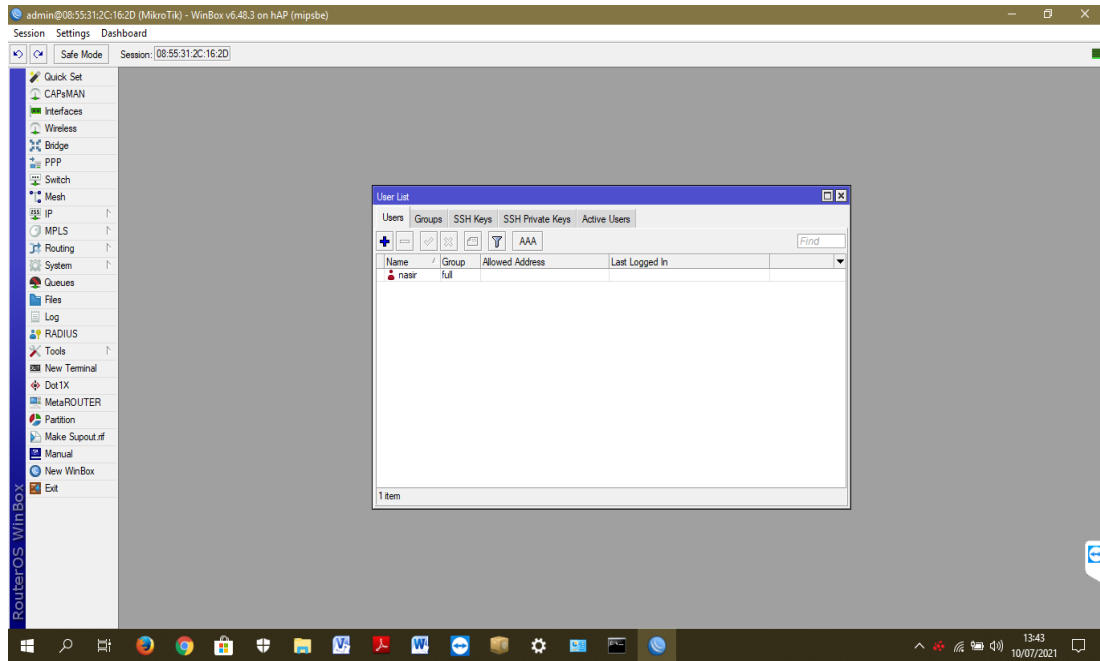 admin@08:55:31:2C:16:2D (MikroTik) - WinBox v6.48.3 on hAP (mipsbe)
Session Settings Dashboard
Safe Mode Session: 08:55:31:2C:16:2D
Quick Set
CAPsMAN
Interfaces
Wireless
Bridge
PPP
Switch
Mesh
IP
MPLS
Routing
System
Queues
Files
Log
RADIUS
Tools
New Terminal
Dot1X
MetaROUTER
Partition
Make Supout.rif
Manual
New WinBox
Exit
RouterOS WinBox
User List
Users Groups SSH Keys SSH Private Keys Active Users
AAA Find
Name Group Allowed Address Last Logged In
nasir full
1 item
13:43
10/07/2021